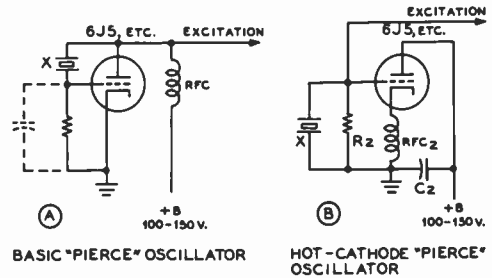 6J5, ETC.
EXCITATION
X
RFC
A
+B
100-150 V.
BASIC "PIERCE" OSCILLATOR
EXCITATION
6J5, ETC.
X
R2
RFC2
C2
B
+B
100-150 V.
HOT-CATHODE "PIERCE"
OSCILLATOR